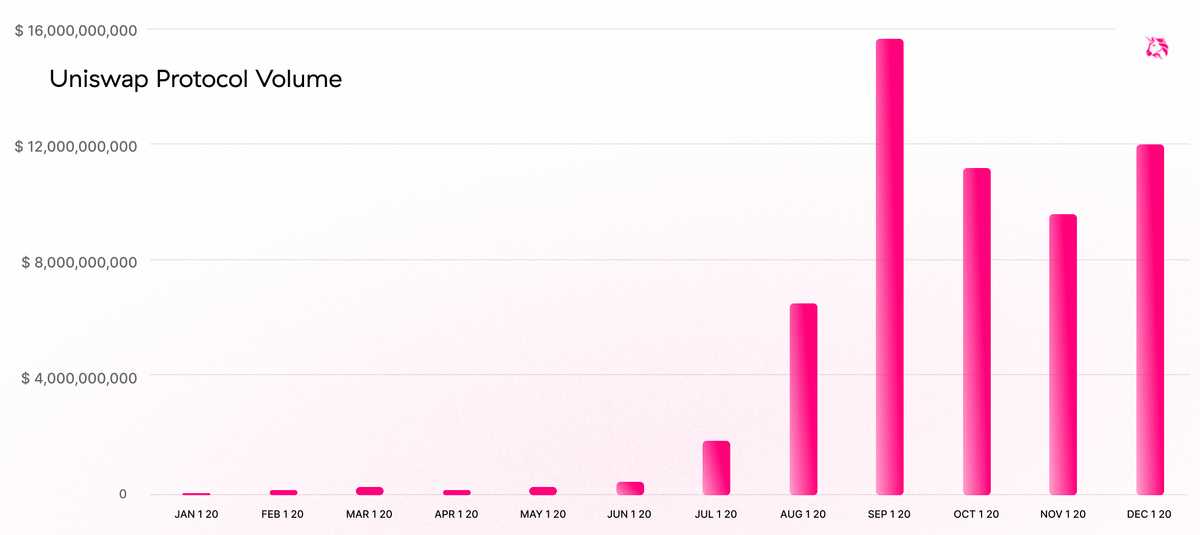 $ 16,000,000,000
Uniswap Protocol Volume
$ 12,000,000,000
$ 8,000,000,000
$ 4,000,000,000
0
JAN 1 20 FEB 1 20 MAR 1 20 APR 1 20 MAY 1 20 JUN 1 20 JUL 1 20 AUG 1 20 SEP 1 20 OCT 1 20 NOV 1 20 DEC 1 20